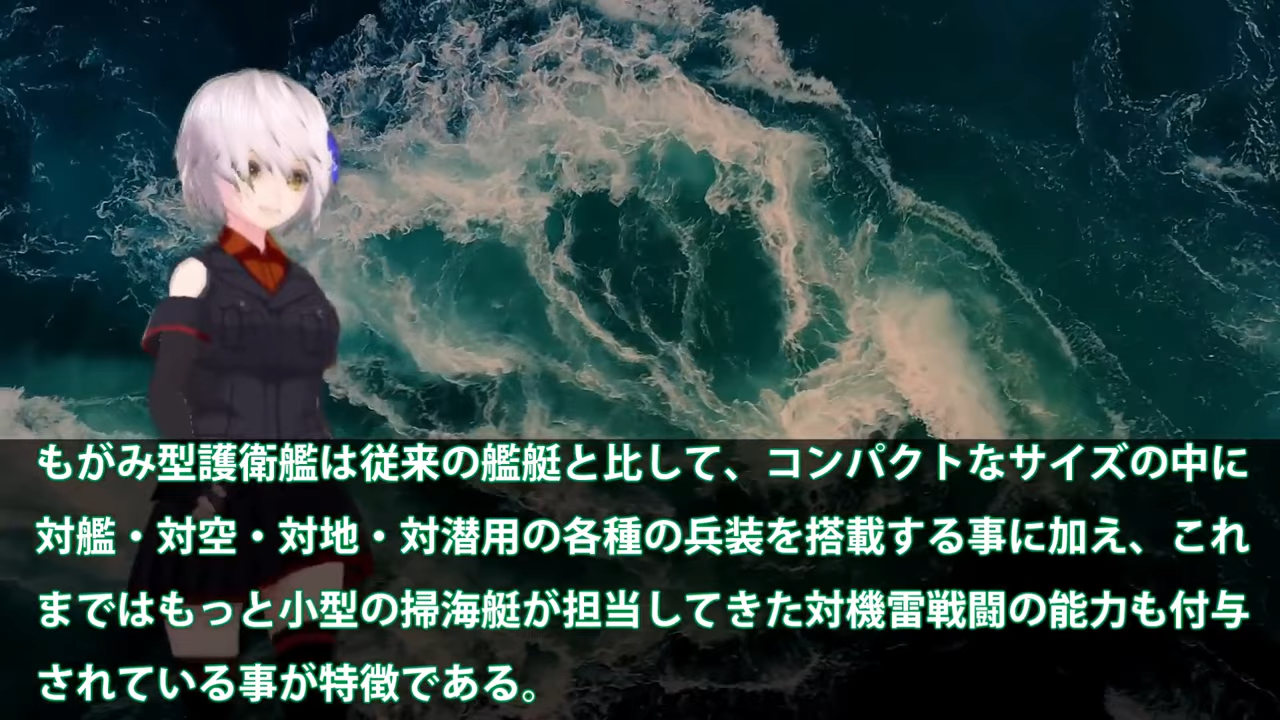 もがみ型護衛艦は従来の艦艇と比して、コンパクトなサイズの中に
対艦・対空・対地・対潜用の各種の兵装を搭載する事に加え、これ
まではもっと小型の掃海艇が担当してきた対機雷戦闘の能力も付与
されている事が特徴である。